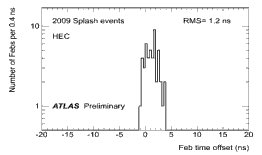 2009 Splash events
RMS= 1.2 ns
HEC
Number of Febs per 0.4 ns
10
1
ATLAS Preliminary
-20 -15 -10 -5 0 5 10 15 20
Feb time offset (ns)